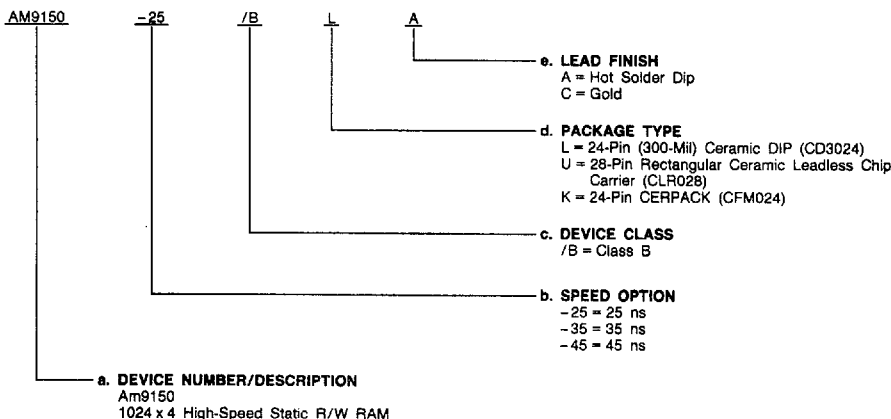 AM9150 -25 /B L A
e. LEAD FINISH
A = Hot Solder Dip
C = Gold
d. PACKAGE TYPE
L = 24-Pin (300-Mil) Ceramic DIP (CD3024)
U = 28-Pin Rectangular Ceramic Leadless Chip
Carrier (CLR028)
K = 24-Pin CERPACK (CFM024)
c. DEVICE CLASS
/B = Class B
b. SPEED OPTION
-25 = 25 ns
-35 = 35 ns
-45 = 45 ns
a. DEVICE NUMBER/DESCRIPTION
Am9150
1024 x 4 High-Speed Static R/W RAM